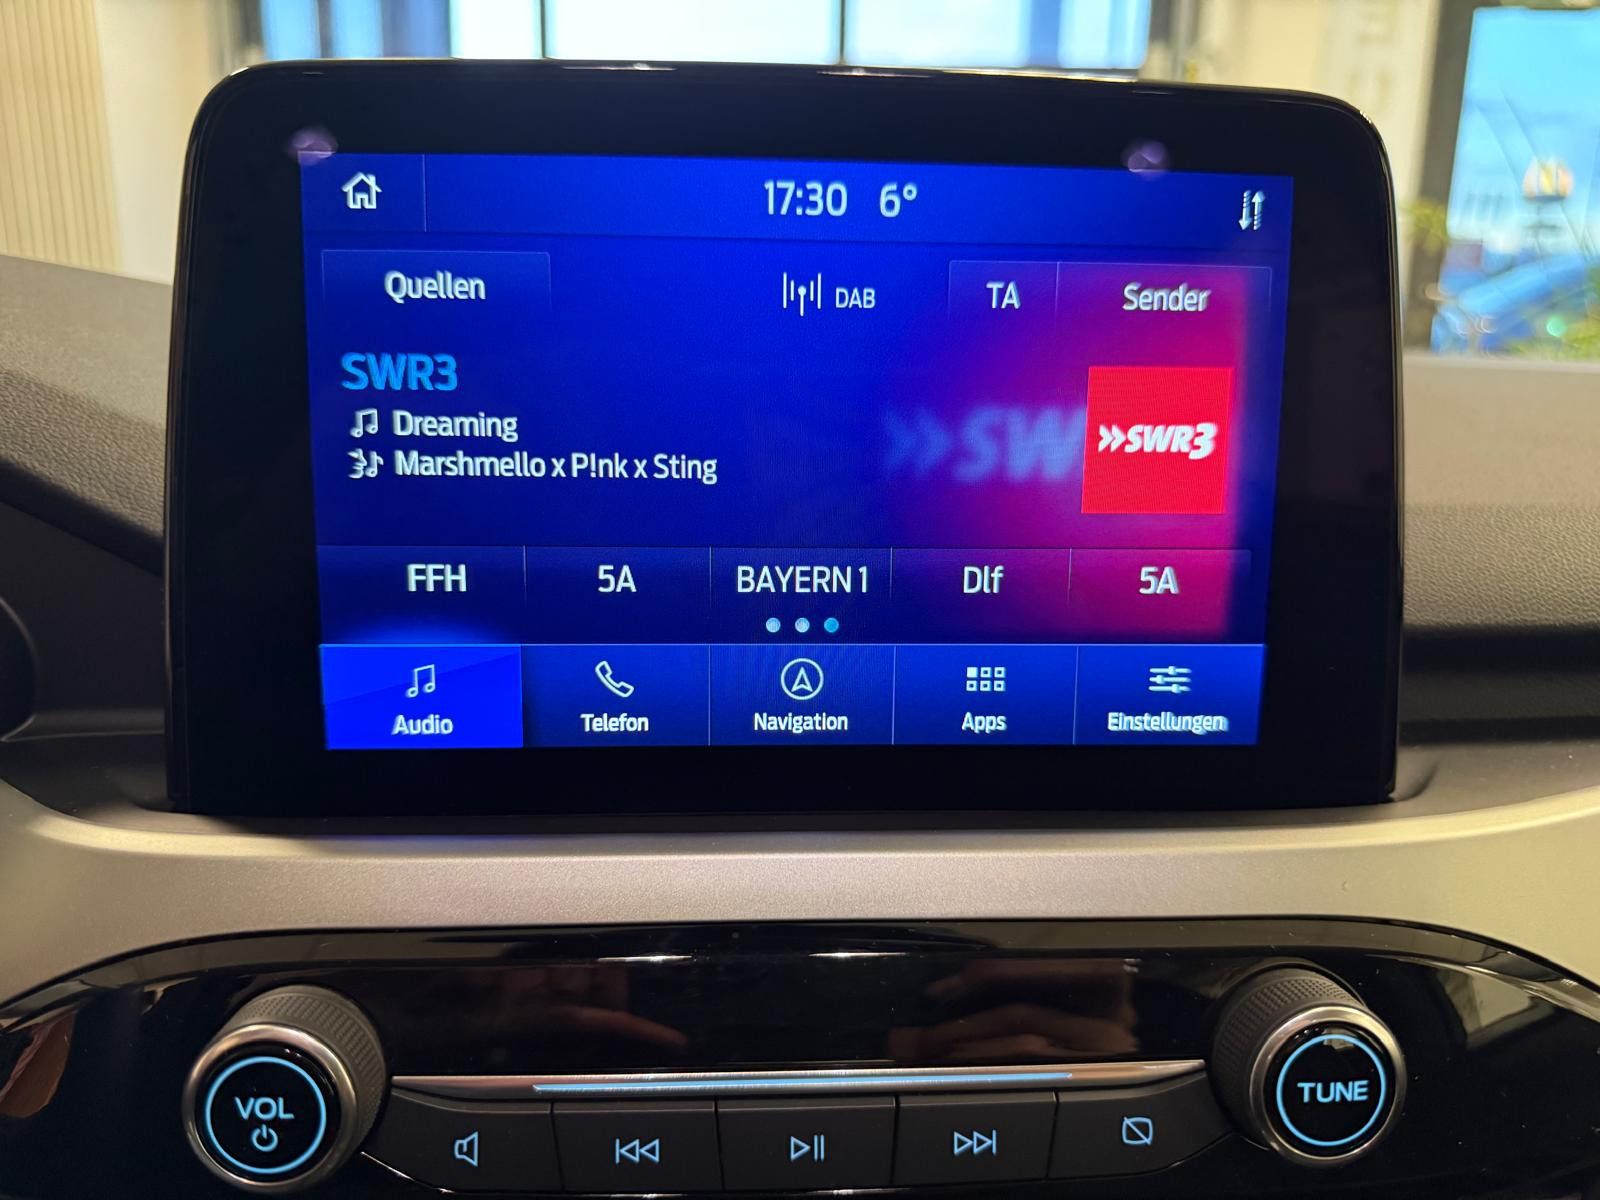 17:30 6°
Quellen DAB TA Sender
SWR3
Dreaming
Marshmello x P!nk x Sting
»SW
»SWR3
FFH 5A BAYERN 1 Dlf 5A
Audio Telefon Navigation Apps Einstellungen
VOL
TUNE